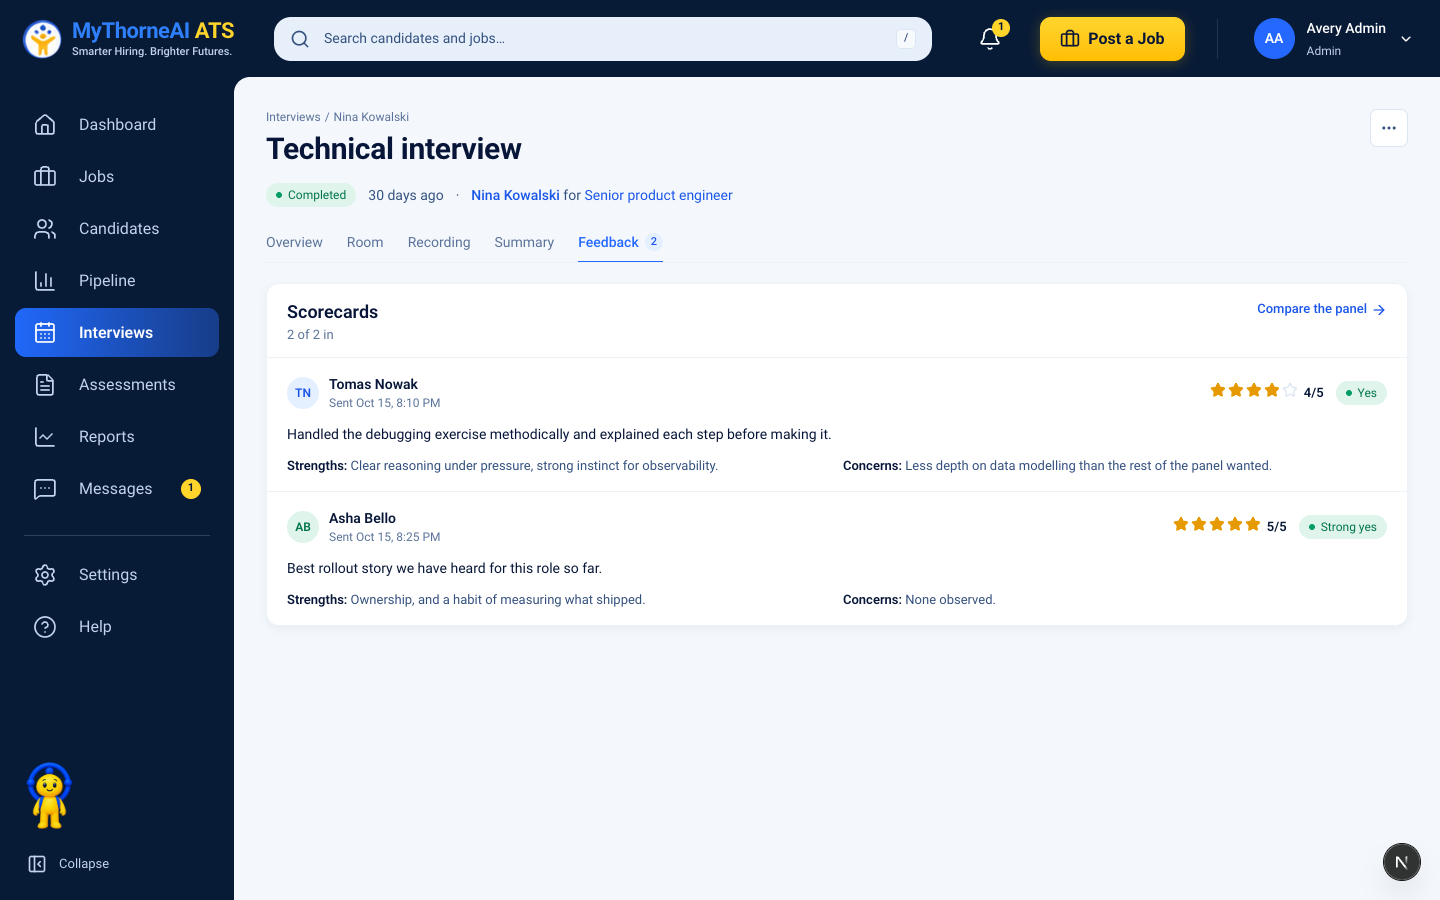 MyThorneAI ATS
Smarter Hiring. Brighter Futures.
Search candidates and jobs...
/
1
Post a Job
AA
Avery Admin
Admin
Dashboard
Jobs
Candidates
Pipeline
Interviews
Assessments
Reports
Messages 1
Settings
Help
Collapse
Interviews / Nina Kowalski
Technical interview
Completed 30 days ago · Nina Kowalski for Senior product engineer
Overview Room Recording Summary Feedback 2
Scorecards
2 of 2 in
Compare the panel
TN
Tomas Nowak
Sent Oct 15, 8:10 PM
4/5 Yes
Handled the debugging exercise methodically and explained each step before making it.
Strengths: Clear reasoning under pressure, strong instinct for observability.
Concerns: Less depth on data modelling than the rest of the panel wanted.
AB
Asha Bello
Sent Oct 15, 8:25 PM
5/5 Strong yes
Best rollout story we have heard for this role so far.
Strengths: Ownership, and a habit of measuring what shipped.
Concerns: None observed.
N